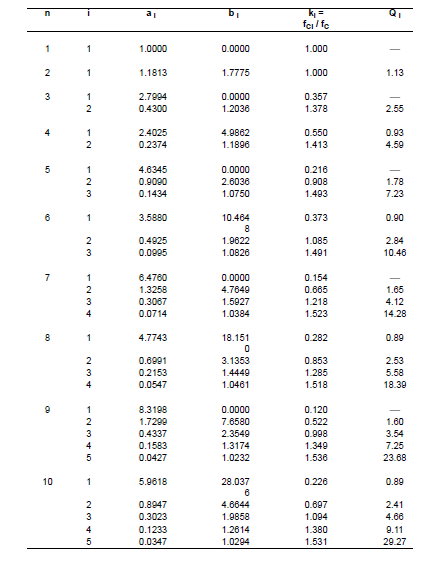 n i a I b I k I = f CI / f C Q I
1 1 1.0000 0.0000 1.000 —
2 1 1.1813 1.7775 1.000 1.13
3 1 2.7994 0.0000 0.357 —
2 0.4300 1.2036 1.378 2.55
4 1 2.4025 4.9862 0.550 0.93
2 0.2374 1.1896 1.413 4.59
5 1 4.6345 0.0000 0.216 —
2 0.9090 2.6036 0.908 1.78
3 0.1434 1.0750 1.493 7.23
6 1 3.5880 10.464 0.373 0.90
8
2 0.4925 1.9622 1.085 2.84
3 0.0995 1.0826 1.491 10.46
7 1 6.4760 0.0000 0.154 —
2 1.3258 4.7649 0.665 1.65
3 0.3067 1.5927 1.218 4.12
4 0.0714 1.0384 1.523 14.28
8 1 4.7743 18.151 0.282 0.89
0
2 0.6991 3.1353 0.853 2.53
3 0.2153 1.4449 1.285 5.58
4 0.0547 1.0461 1.518 18.39
9 1 8.3198 0.0000 0.120 —
2 1.7299 7.6580 0.522 1.60
3 0.4337 2.3549 0.998 3.54
4 0.1583 1.3174 1.349 7.25
5 0.0427 1.0232 1.536 23.68
10 1 5.9618 28.037 0.226 0.89
6
2 0.8947 4.6644 0.697 2.41
3 0.3023 1.9858 1.094 4.66
4 0.1233 1.2614 1.380 9.11
5 0.0347 1.0294 1.531 29.27